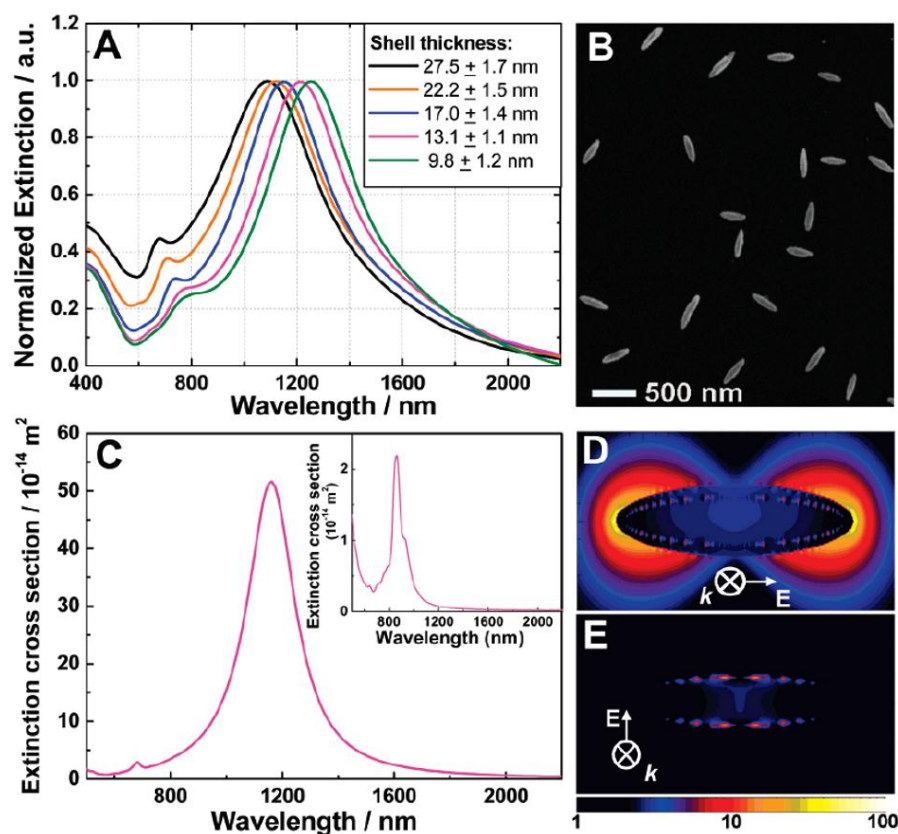 A
Normalized Extinction / a.u.
1.2
1.0
0.8
0.6
0.4
0.2
0.0
400 800 1200 1600 2000
Wavelength / nm
Shell thickness:
27.5 ± 1.7 nm
22.2 ± 1.5 nm
17.0 ± 1.4 nm
13.1 ± 1.1 nm
9.8 ± 1.2 nm
B
500 nm
C
Extinction cross section / 10⁻¹⁴ m²
60
50
40
30
20
10
0
800 1200 1600 2000
Wavelength / nm
Extinction cross section
(10⁻¹⁴ m²)
2
1
0
800 1200 1600 2000
Wavelength (nm)
D
k E
E
E
k
1 10 100